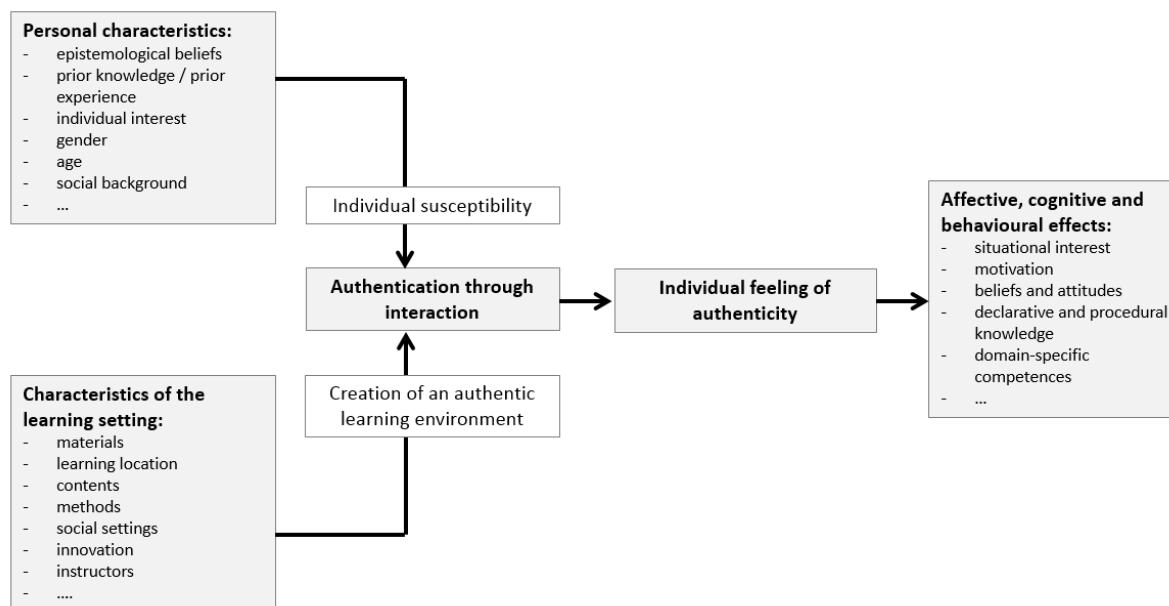 Personal characteristics:
- epistemological beliefs
- prior knowledge / prior
experience
- individual interest
- gender
- age
- social background
- ...
Individual susceptibility
Authentication through
interaction
Individual feeling of
authenticity
Affective, cognitive and
behavioural effects:
- situational interest
- motivation
- beliefs and attitudes
- declarative and procedural
knowledge
- domain-specific
competences
- ...
Creation of an authentic
learning environment
Characteristics of the
learning setting:
- materials
- learning location
- contents
- methods
- social settings
- innovation
- instructors
- ....